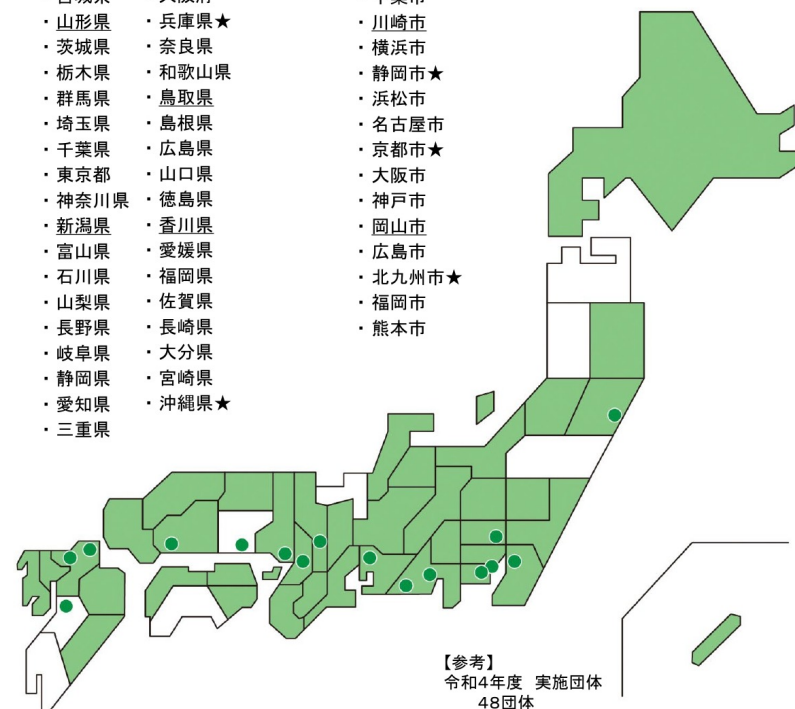 ・山形県
・茨城県
・栃木県
・群馬県
・埼玉県
・千葉県
・東京都
・神奈川県
・新潟県
・富山県
・石川県
・山梨県
・長野県
・岐阜県
・静岡県
・愛知県
・三重県
・兵庫県★
・奈良県
・和歌山県
・鳥取県
・島根県
・広島県
・山口県
・徳島県
・香川県
・愛媛県
・福岡県
・佐賀県
・長崎県
・大分県
・宮崎県
・沖縄県★
・川崎市
・横浜市
・静岡市★
・浜松市
・名古屋市
・京都市★
・大阪市
・神戸市
・岡山市
・広島市
・北九州市★
・福岡市
・熊本市
【参考】
令和4年度 実施団体
48団体